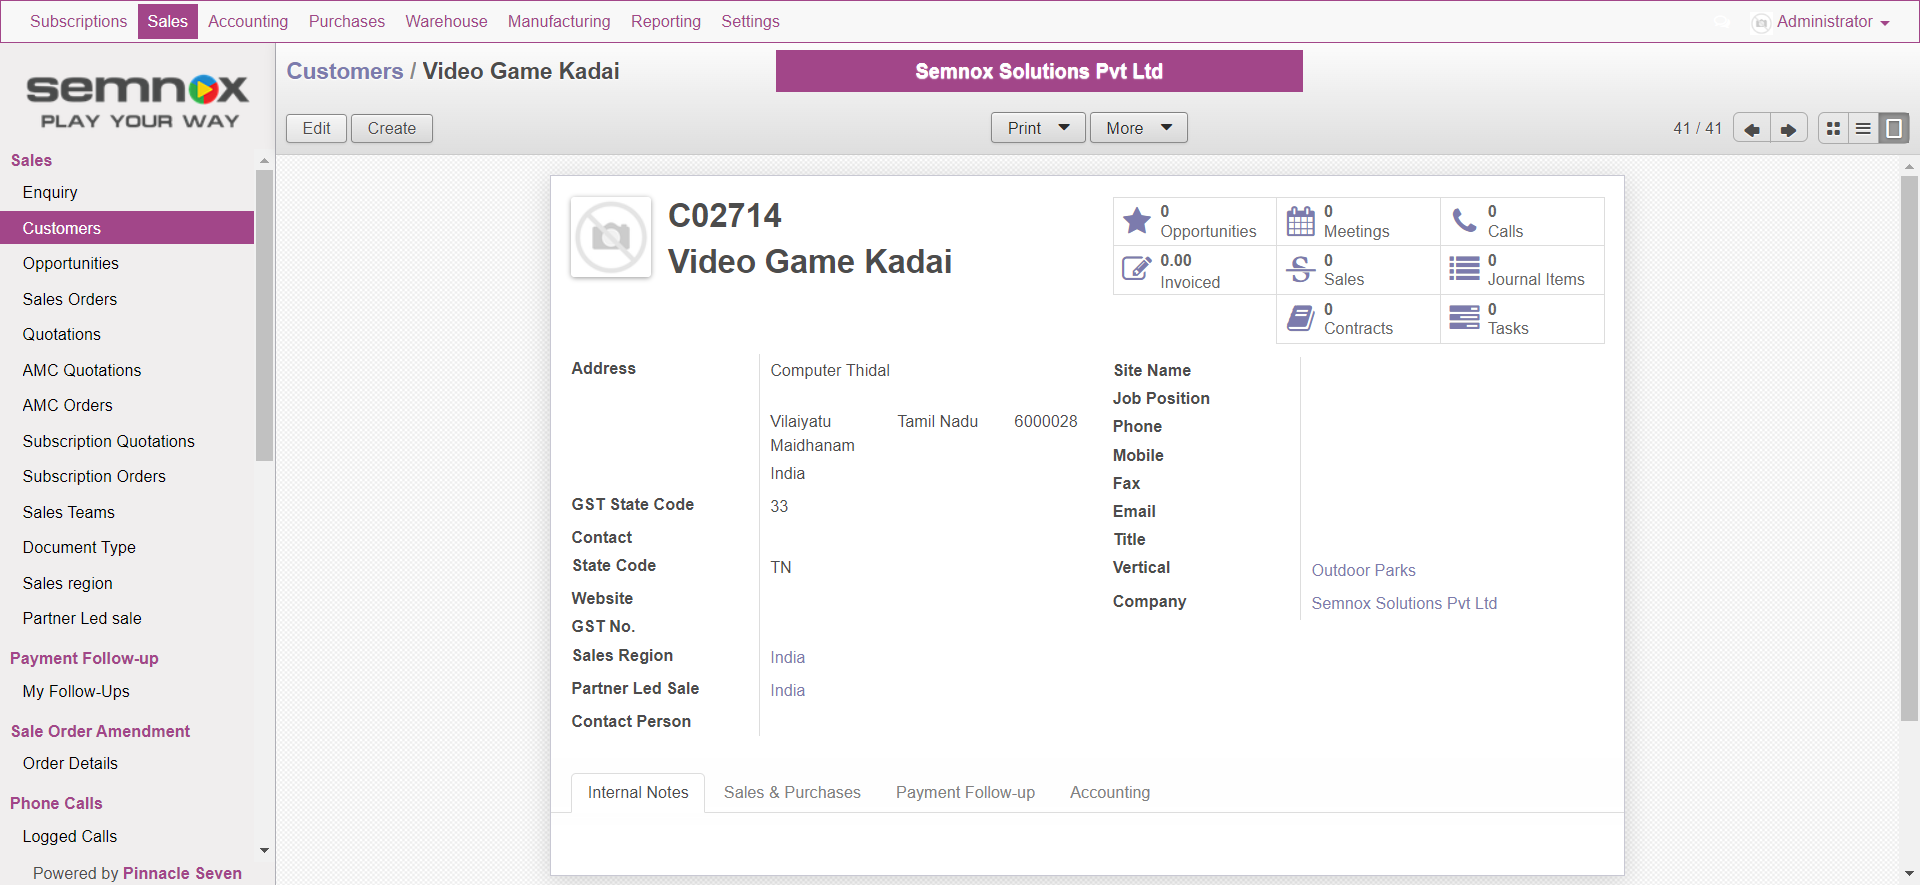 Subscriptions Sales Accounting Purchases Warehouse Manufacturing Reporting Settings Administrator
semnox
PLAY YOUR WAY
Customers / Video Game Kadai
Semnox Solutions Pvt Ltd
Edit Create
Print More
41 / 41
Sales
Enquiry
Customers
Opportunities
Sales Orders
Quotations
AMC Quotations
AMC Orders
Subscription Quotations
Subscription Orders
Sales Teams
Document Type
Sales region
Partner Led sale
Payment Follow-up
My Follow-Ups
Sale Order Amendment
Order Details
Phone Calls
Logged Calls
Powered by Pinnacle Seven
C02714
Video Game Kadai
0
Opportunities
0
Meetings
0
Calls
0.00
Invoiced
0
Sales
0
Journal Items
0
Contracts
0
Tasks
Address Computer Thidal
Vilaiyatu Tamil Nadu 6000028
Maidhanam
India
GST State Code 33
Contact
State Code TN
Website
GST No.
Sales Region India
Partner Led Sale India
Contact Person
Site Name
Job Position
Phone
Mobile
Fax
Email
Title
Vertical Outdoor Parks
Company Semnox Solutions Pvt Ltd
Internal Notes Sales & Purchases Payment Follow-up Accounting